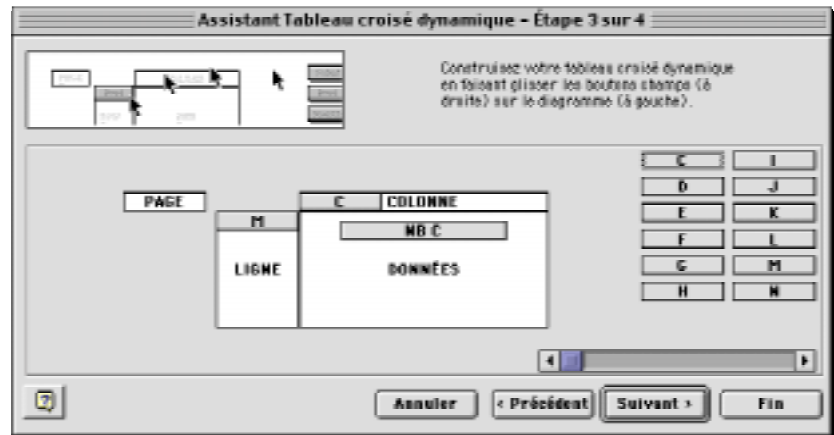 Assistant Tableau croisé dynamique – Étape 3 sur 4
Construisez votre tableau croisé dynamique
en faisant glisser les boutons champs (à
droite) sur le diagramme (à gauche).
C I
D J
PAGE C COLONNE E K
M NB C F L
LIGNE DONNÉES G M
H N
Annuler < Précédent Suivant > Fin